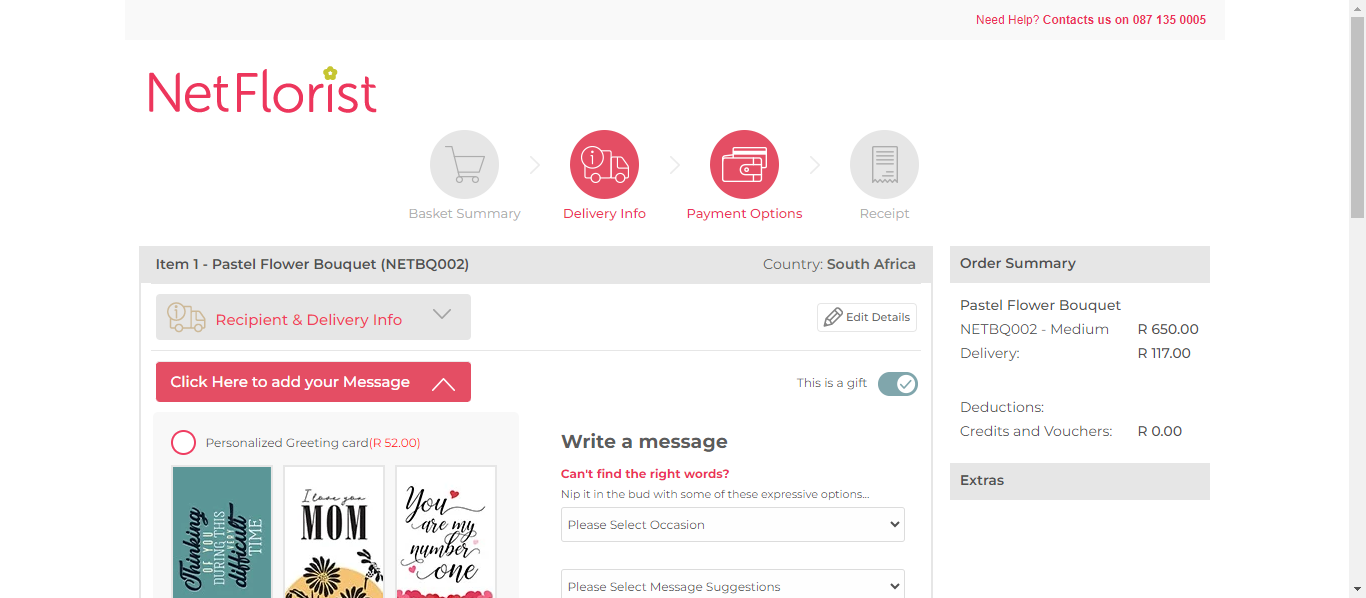 Need Help? Contacts us on 087 135 0005
NetFlorist
Basket Summary
Delivery Info
Payment Options
Receipt
Item 1 - Pastel Flower Bouquet (NETBQ002)
Country: South Africa
Recipient & Delivery Info
Edit Details
Click Here to add your Message
This is a gift
Personalized Greeting card(R 52.00)
Thinking
OF YOU
DURING THIS
VERY
difficult
TIME
I love you
MOM
You
are my
number
one
Write a message
Can't find the right words?
Nip it in the bud with some of these expressive options...
Please Select Occasion
Please Select Message Suggestions
Order Summary
Pastel Flower Bouquet
NETBQ002 - Medium R 650.00
Delivery: R 117.00
Deductions:
Credits and Vouchers: R 0.00
Extras